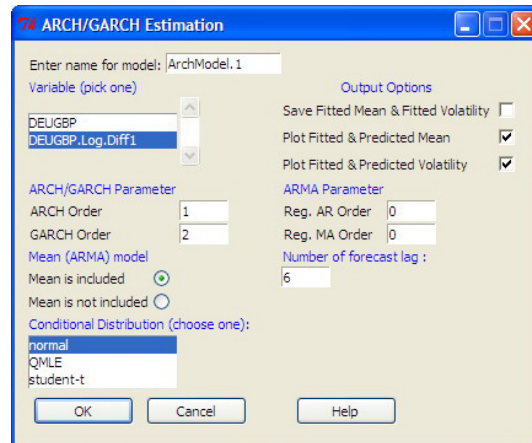 ARCH/GARCH Estimation
Enter name for model: ArchModel.1
Variable (pick one)
DEUGBP
DEUGBP.Log.Diff1
Output Options
Save Fitted Mean & Fitted Volatility
Plot Fitted & Predicted Mean
Plot Fitted & Predicted Volatility
ARCH/GARCH Parameter
ARCH Order 1
GARCH Order 2
ARMA Parameter
Reg. AR Order 0
Reg. MA Order 0
Mean (ARMA) model
Mean is included
Mean is not included
Number of forecast lag :
6
Conditional Distribution (choose one):
normal
QMLE
student-t
OK Cancel Help